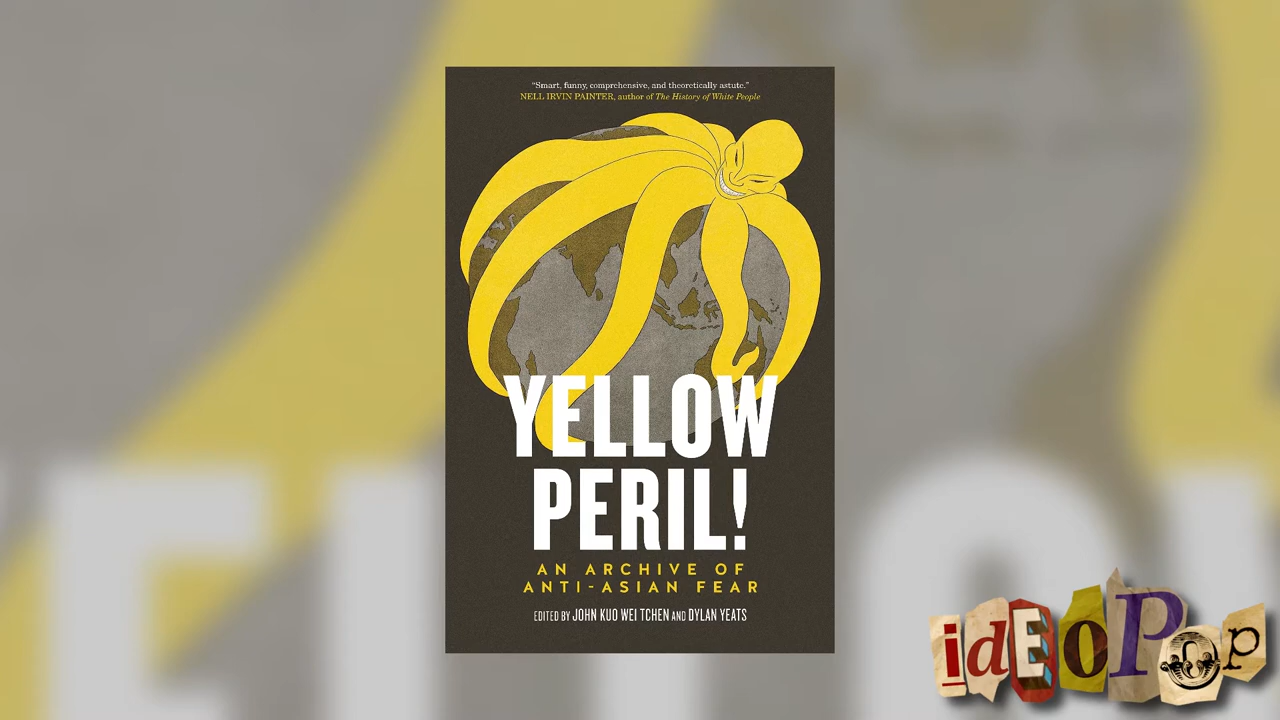 “Smart, funny, comprehensive, and theoretically astute.”
NELL IRVIN PAINTER, author of The History of White People
YELLOW
PERIL!
AN ARCHIVE OF
ANTI-ASIAN FEAR
EDITED BY JOHN KUO WEI TCHEN AND DYLAN YEATS
idEoPoP